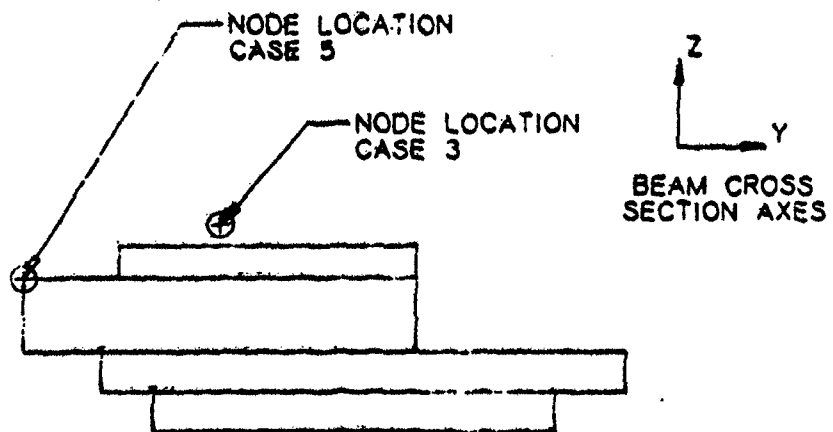 NODE LOCATION
CASE 5
NODE LOCATION
CASE 3
Z
Y
BEAM CROSS
SECTION AXES